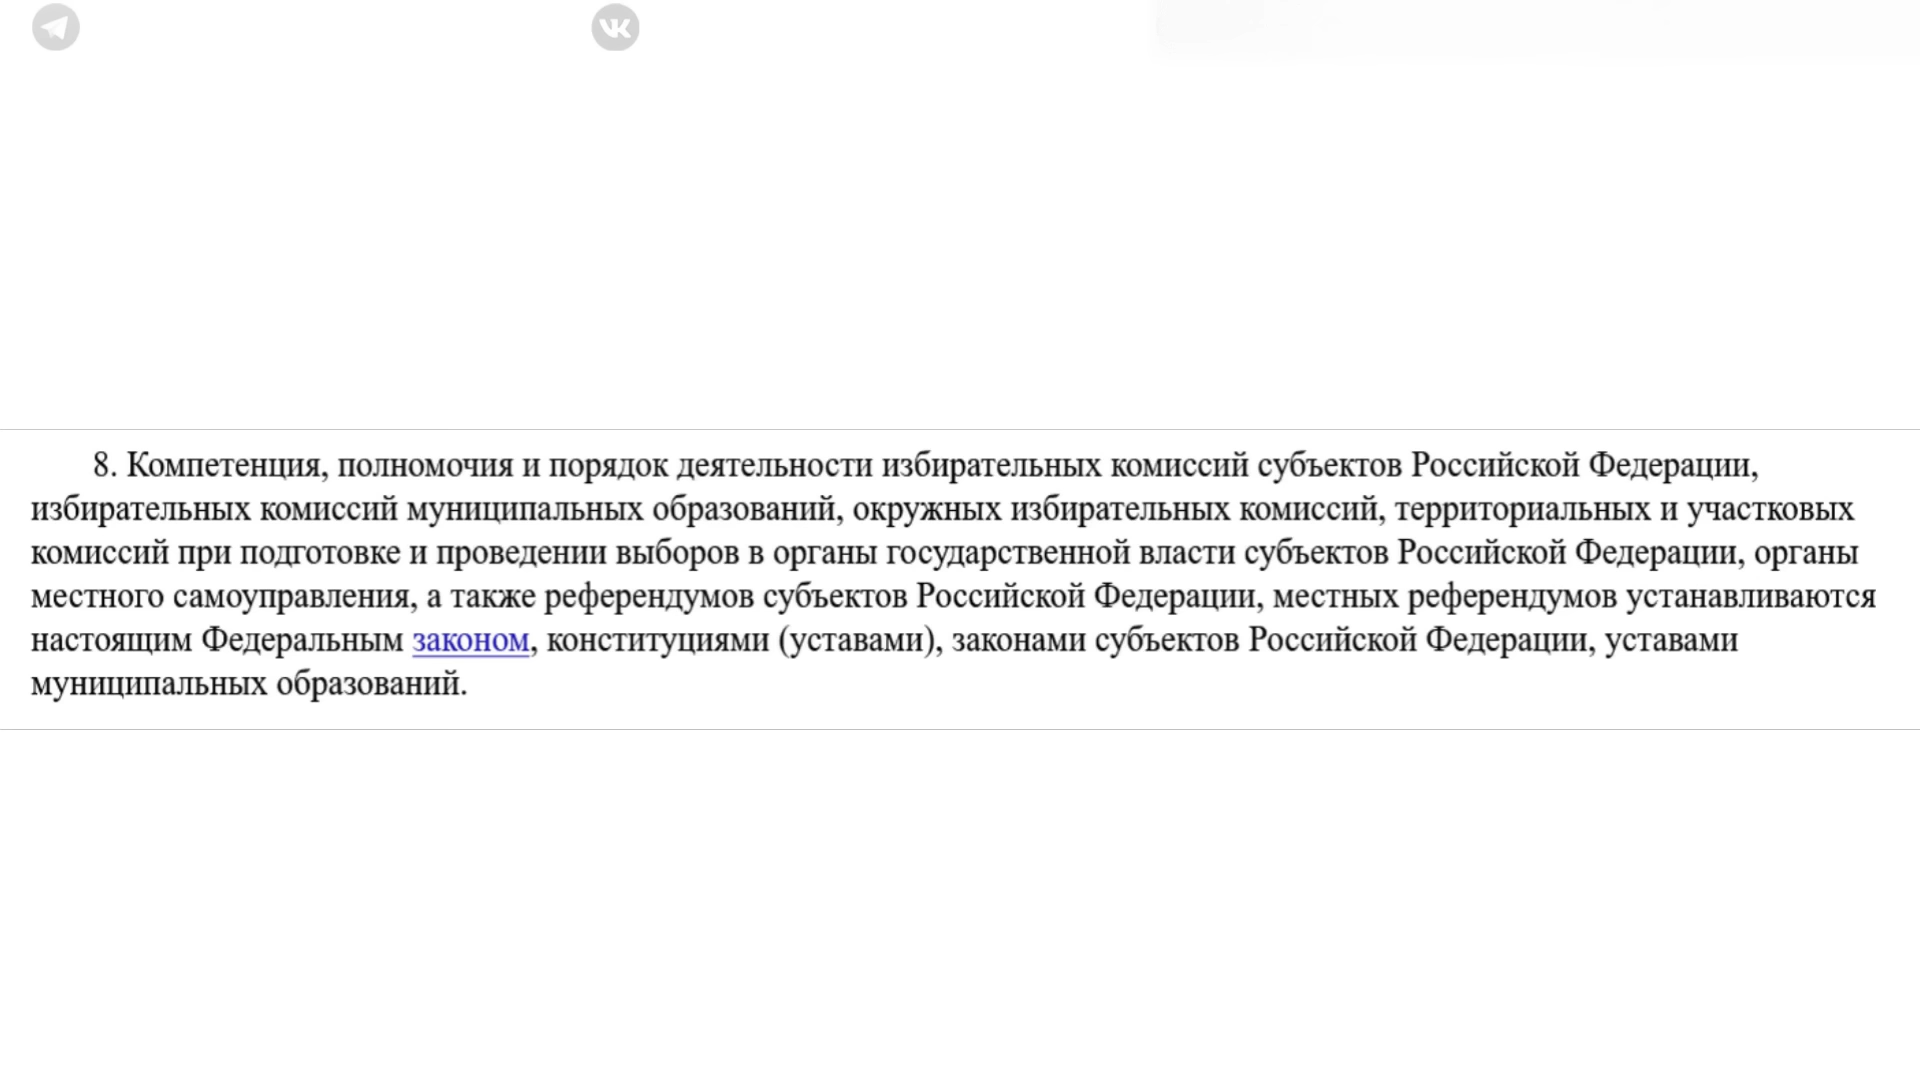 8. Компетенция, полномочия и порядок деятельности избирательных комиссий субъектов Российской Федерации,
избирательных комиссий муниципальных образований, окружных избирательных комиссий, территориальных и участковых
комиссий при подготовке и проведении выборов в органы государственной власти субъектов Российской Федерации, органы
местного самоуправления, а также референдумов субъектов Российской Федерации, местных референдумов устанавливаются
настоящим Федеральным законом, конституциями (уставами), законами субъектов Российской Федерации, уставами
муниципальных образований.